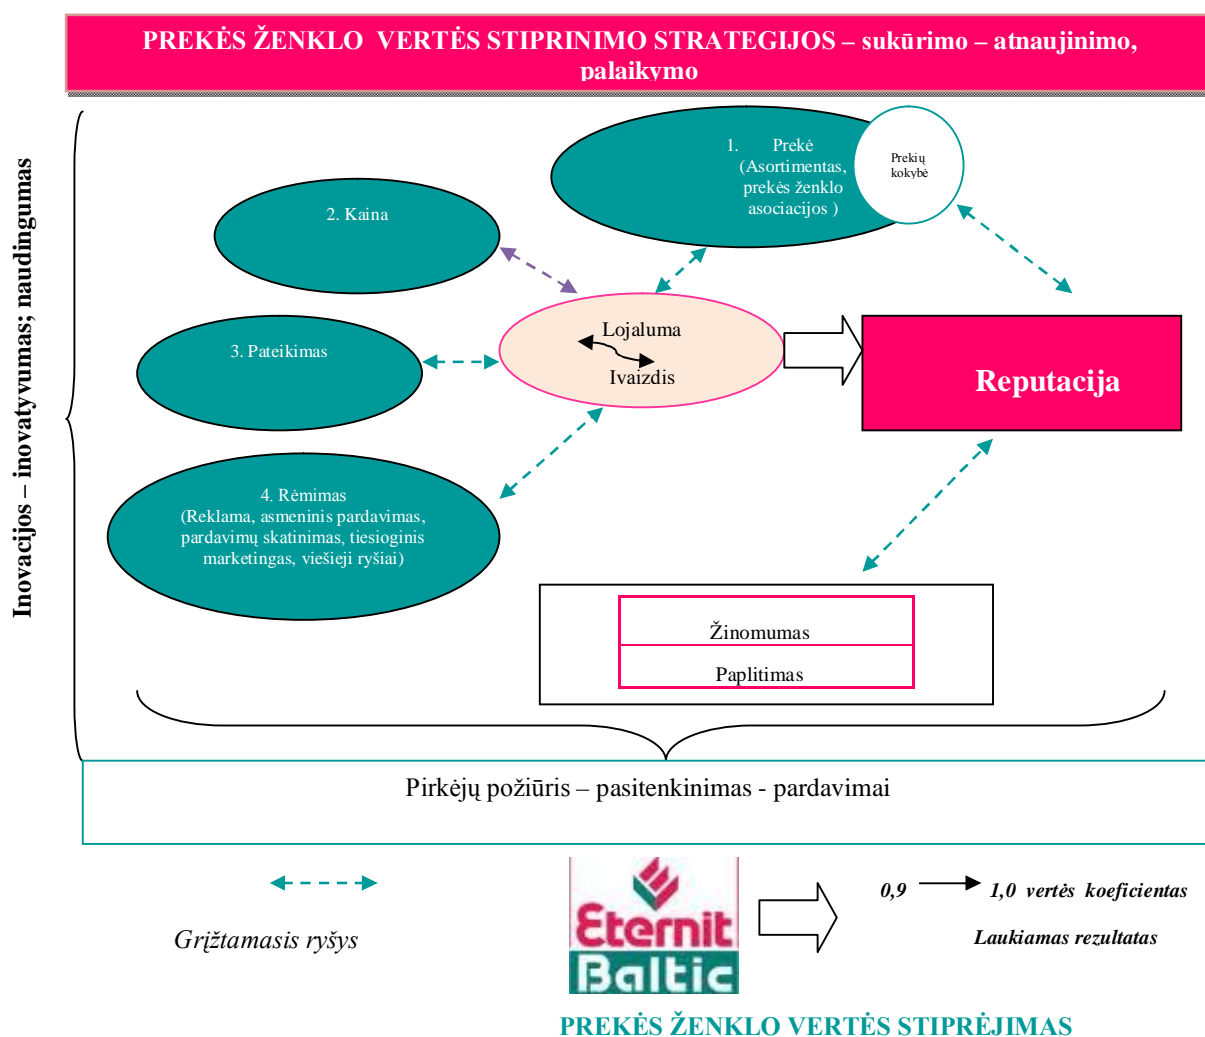 PREKĖS ŽENKLO VERTĖS STIPRINIMO STRATEGIJOS – sukūrimo – atnaujinimo,
palaikymo
Inovacijos – inovatyvumas; naudingumas
1. Prekė
(Asortimentas,
prekės ženklo
asociacijos )
Prekių
kokybė
2. Kaina
Lojaluma
Ivaizdis
3. Pateikimas
Reputacija
4. Rėmimas
(Reklama, asmeninis pardavimas,
pardavimų skatinimas, tiesioginis
marketingas, viešieji ryšiai)
Žinomumas
Paplitimas
Pirkėjų požiūris – pasitenkinimas - pardavimai
Grįžtamasis ryšys
Eternit
Baltic
0,9 1,0 vertės koeficientas
Laukiamas rezultatas
PREKĖS ŽENKLO VERTĖS STIPRĖJIMAS